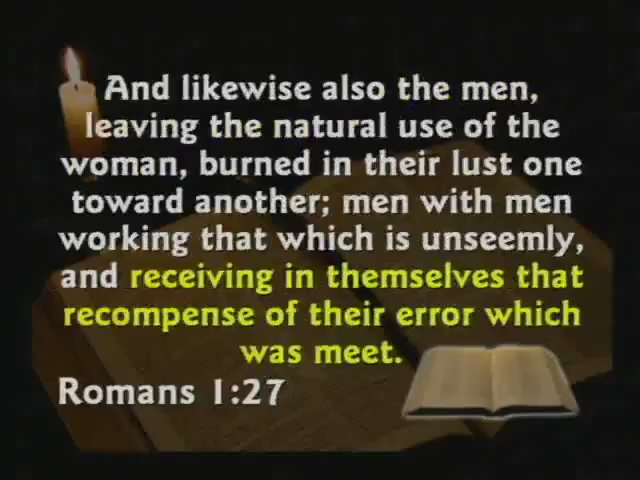 And likewise also the men,
leaving the natural use of the
woman, burned in their lust one
toward another; men with men
working that which is unseemly,
and receiving in themselves that
recompense of their error which
was meet.
Romans 1:27